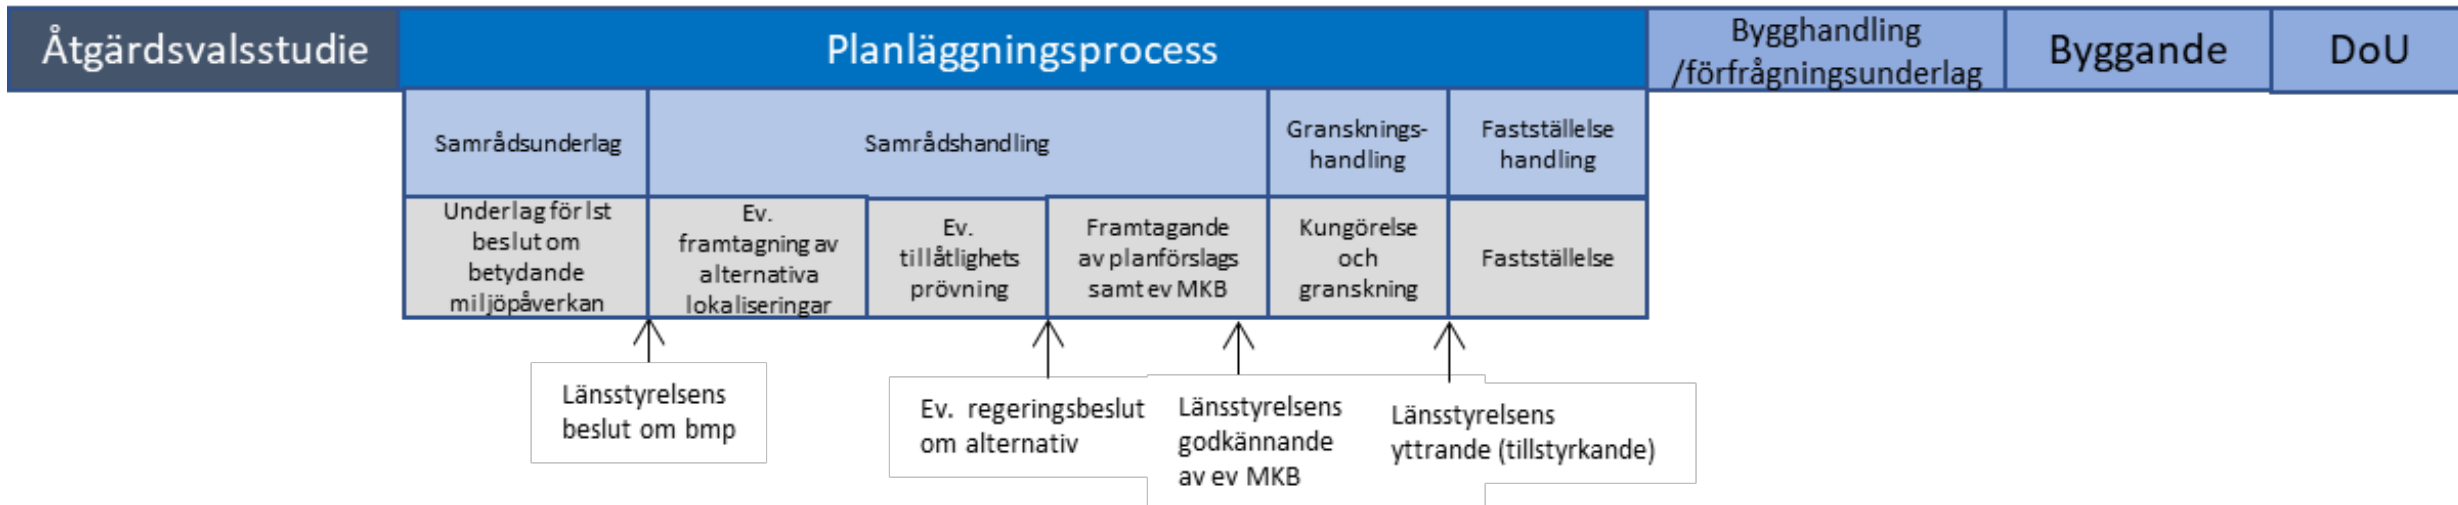 Åtgärdsvalsstudie
Planläggningsprocess
Bygghandling
/förfrågningsunderlag
Byggande
DoU
Samrådsunderlag
Samrådshandling
Gransknings-
handling
Fastställelse
handling
Underlag för lst
beslut om
betydande
miljöpåverkan
Ev.
framtagning av
alternativa
lokaliseringar
Ev.
tillåtlighets
prövning
Framtagande
av planförslags
samt ev MKB
Kungörelse
och
granskning
Fastställelse
Länsstyrelsens
beslut om bmp
Ev. regeringsbeslut
om alternativ
Länsstyrelsens
godkännande
av ev MKB
Länsstyrelsens
yttrande (tillstyrkande)